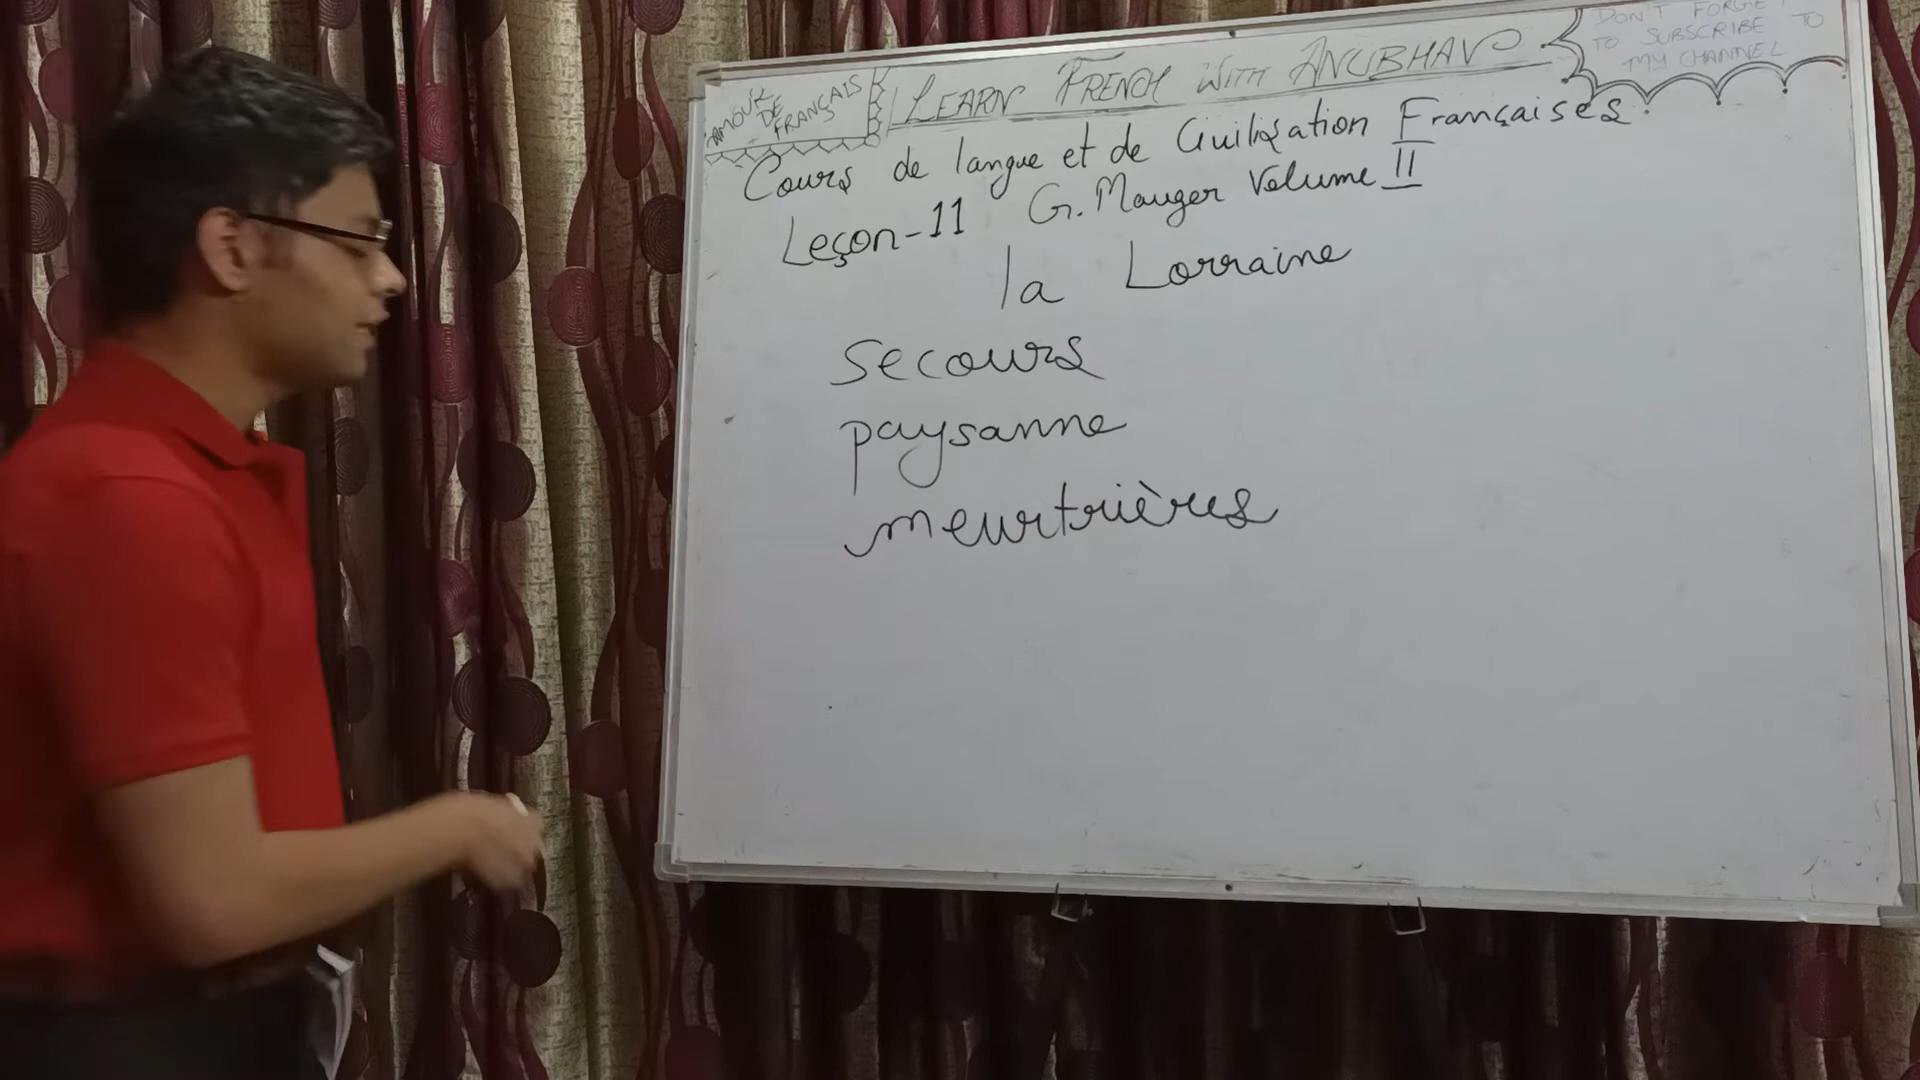 AMOUR
DE
FRANÇAIS
LEARN FRENCH WITH ANUBHAV
DON'T FORGET
TO SUBSCRIBE TO
MY CHANNEL
Cours de langue et de Civilisation Françaises.
Leçon-11 G. Mauger Volume II
la Lorraine
secours
paysanne
meurtrières